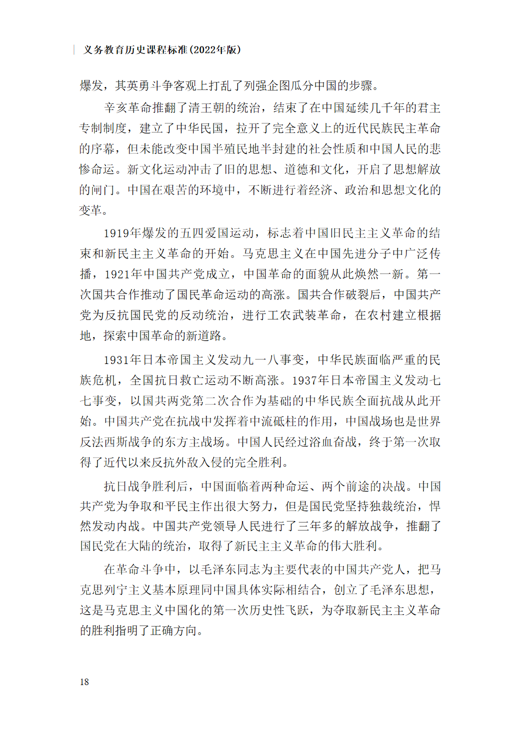 义务教育历史课程标准(2022年版)
爆发，其英勇斗争客观上打乱了列强企图瓜分中国的步骤。
辛亥革命推翻了清王朝的统治，结束了在中国延续几千年的君主
专制制度，建立了中华民国，拉开了完全意义上的近代民族民主革命
的序幕，但未能改变中国半殖民地半封建的社会性质和中国人民的悲
惨命运。新文化运动冲击了旧的思想、道德和文化，开启了思想解放
的闸门。中国在艰苦的环境中，不断进行着经济、政治和思想文化的
变革。
1919年爆发的五四爱国运动，标志着中国旧民主主义革命的结
束和新民主主义革命的开始。马克思主义在中国先进分子中广泛传
播，1921年中国共产党成立，中国革命的面貌从此焕然一新。第一
次国共合作推动了国民革命运动的高涨。国共合作破裂后，中国共产
党为反抗国民党的反动统治，进行工农武装革命，在农村建立根据
地，探索中国革命的新道路。
1931年日本帝国主义发动九一八事变，中华民族面临严重的民
族危机，全国抗日救亡运动不断高涨。1937年日本帝国主义发动七
七事变，以国共两党第二次合作为基础的中华民族全面抗战从此开
始。中国共产党在抗战中发挥着中流砥柱的作用，中国战场也是世界
反法西斯战争的东方主战场。中国人民经过浴血奋战，终于第一次取
得了近代以来反抗外敌入侵的完全胜利。
抗日战争胜利后，中国面临着两种命运、两个前途的决战。中国
共产党为争取和平民主作出很大努力，但是国民党坚持独裁统治，悍
然发动内战。中国共产党领导人民进行了三年多的解放战争，推翻了
国民党在大陆的统治，取得了新民主主义革命的伟大胜利。
在革命斗争中，以毛泽东同志为主要代表的中国共产党人，把马
克思列宁主义基本原理同中国具体实际相结合，创立了毛泽东思想，
这是马克思主义中国化的第一次历史性飞跃，为夺取新民主主义革命
的胜利指明了正确方向。
18